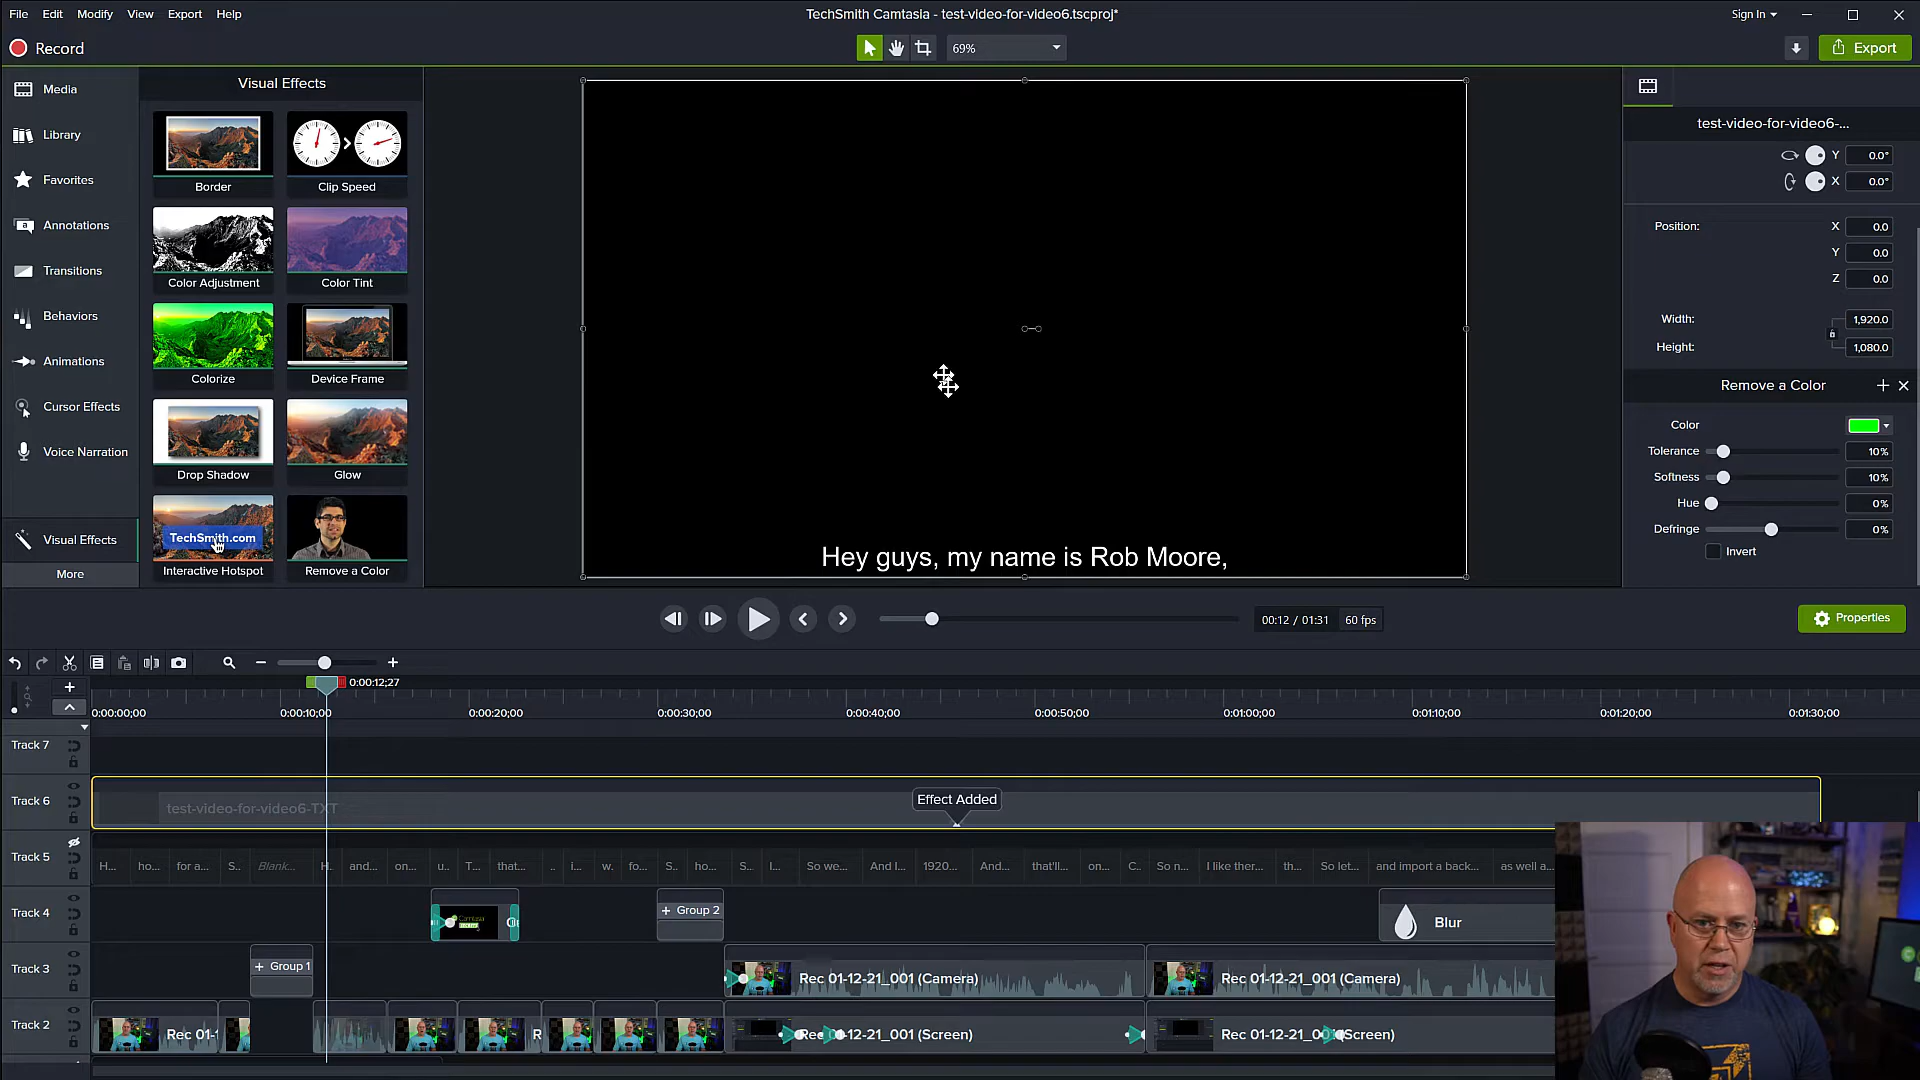 File Edit Modify View Export Help
TechSmith Camtasia - test-video-for-video6.tscproj*
Sign In
Record
69%
Export
Media
Library
Favorites
Annotations
Transitions
Behaviors
Animations
Cursor Effects
Voice Narration
Visual Effects
More
Visual Effects
Border
Clip Speed
Color Adjustment
Color Tint
Colorize
Device Frame
Drop Shadow
Glow
TechSmith.com
Interactive Hotspot
Remove a Color
Hey guys, my name is Rob Moore,
test-video-for-video6-...
Y 0.0°
X 0.0°
Position: X 0.0
Y 0.0
Z 0.0
Width: 1,920.0
Height: 1,080.0
Remove a Color
Color
Tolerance 10%
Softness 10%
Hue 0%
Defringe 0%
Invert
00:12 / 01:31 60 fps
Properties
0:00:12;27
0:00:00;00 0:00:10;00 0:00:20;00 0:00:30;00 0:00:40;00 0:00:50;00 0:01:00;00 0:01:10;00 0:01:20;00 0:01:30;00
Track 7
Track 6
test-video-for-video6-TXT
Effect Added
Track 5
H... ho... for a... S.. Blank... H. and... on... u.. T... that... .. i... w. fo... S.. ho... S... I... So we... And I... 1920... And... that'll... on... C.. So n... I like ther... th... So let... and import a back... as well a...
Track 4
+ Group 2
Blur
Track 3
+ Group 1
Rec 01-12-21_001 (Camera)
Rec 01-12-21_001 (Camera)
Track 2
Rec 01-1
R
01-12-21_001 (Screen)
Rec 01-12-21_00 (Screen)